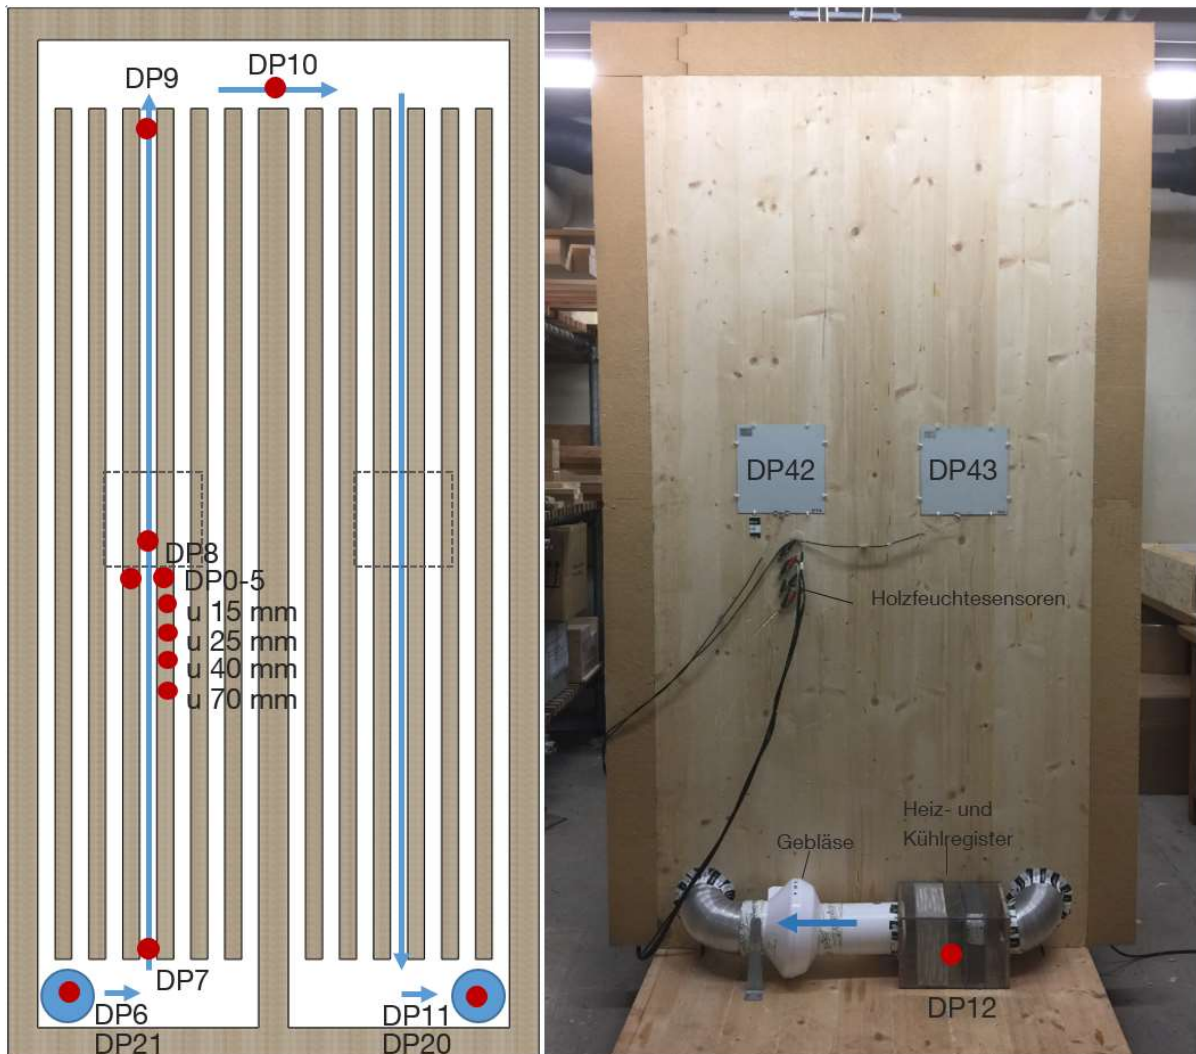 DP10
DP9
DP8
DP0-5
u 15 mm
u 25 mm
u 40 mm
u 70 mm
DP7
DP6
DP21
DP11
DP20
DP42
DP43
Holzfeuchtesensoren
Heiz- und
Kühlregister
Gebläse
DP12